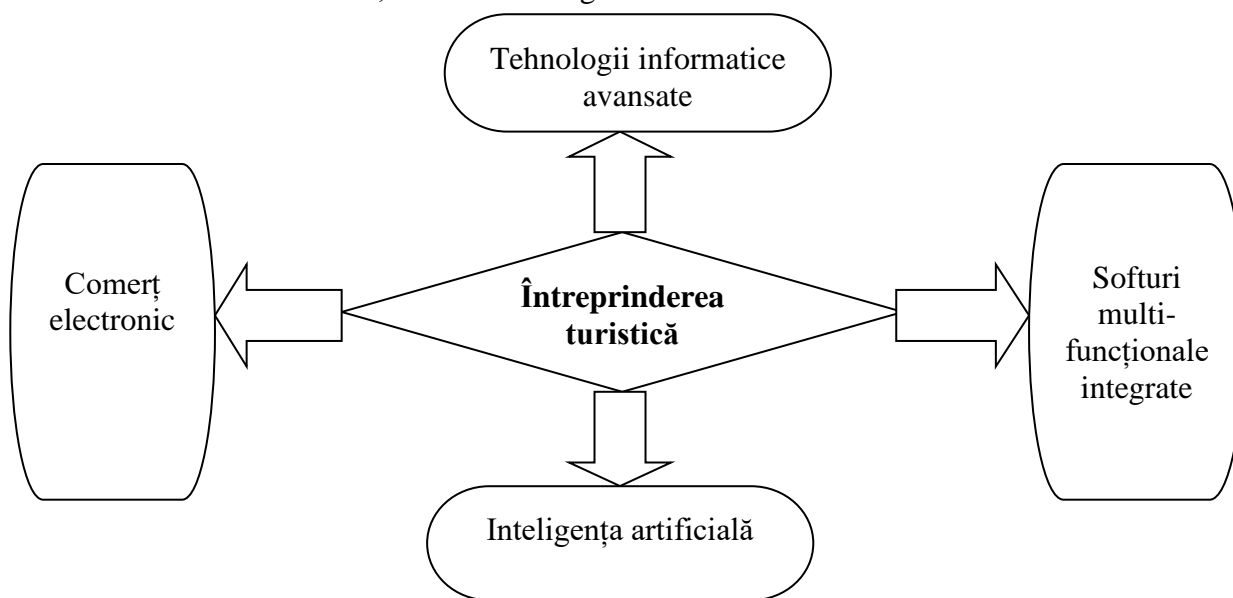 Tehnologii informatice
avansate
Comerț
electronic
Întreprinderea
turistică
Softuri
multi-
funcționale
integrate
Inteligența artificială